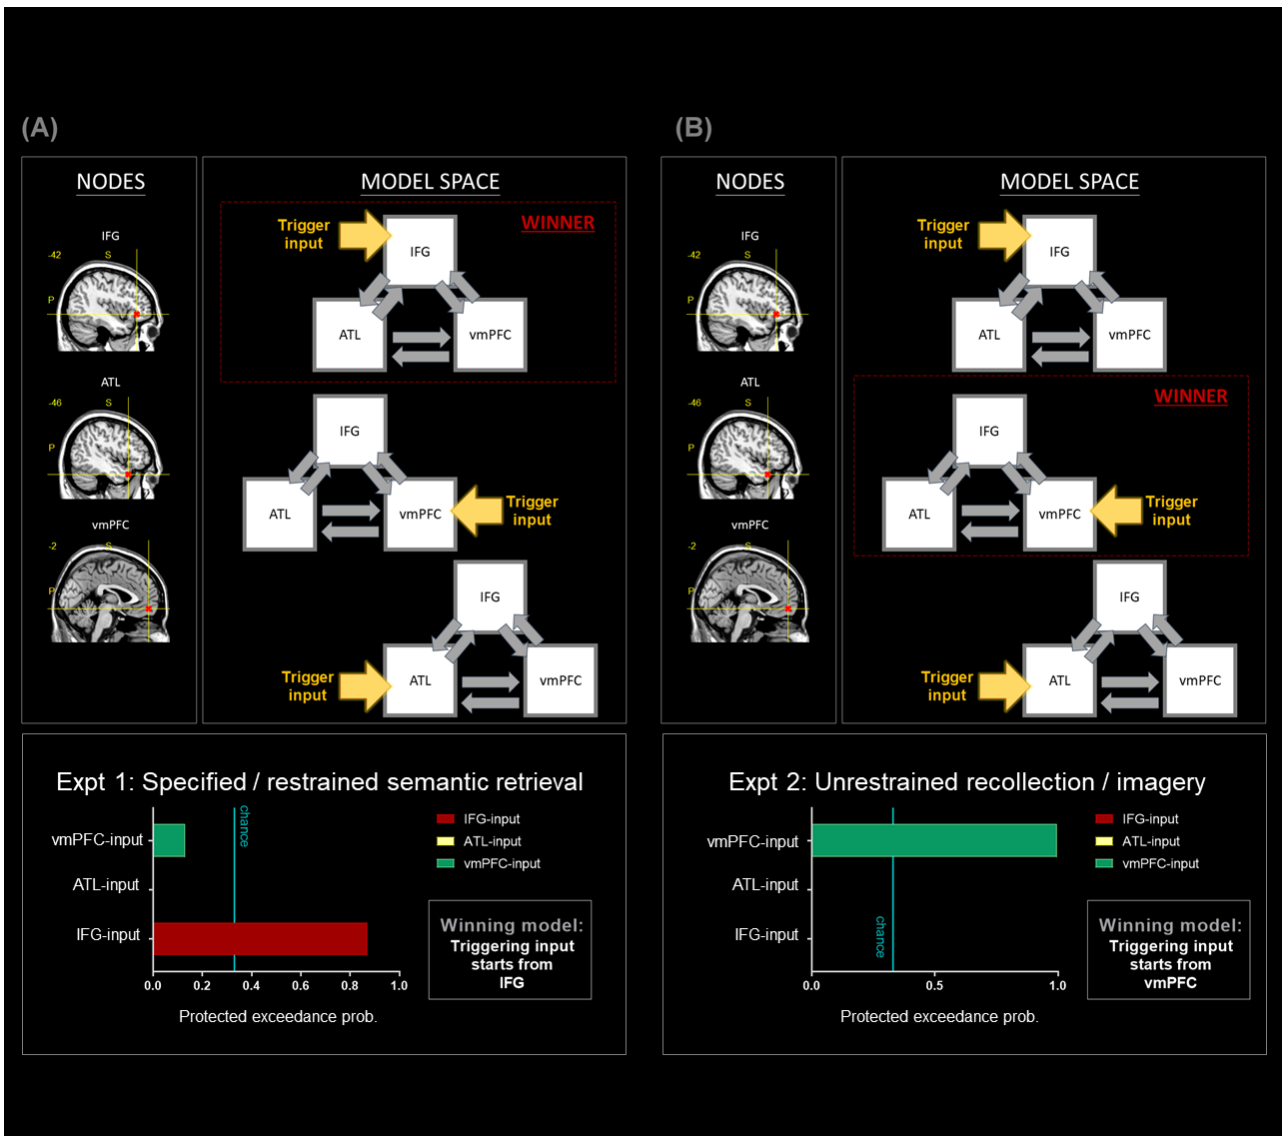 (A)
NODES
IFG
-42
S
P
ATL
-46
S
P
vmPFC
-2
S
P
MODEL SPACE
WINNER
Trigger
input
IFG
ATL
vmPFC
IFG
ATL
vmPFC
Trigger
input
IFG
Trigger
input
ATL
vmPFC
Expt 1: Specified / restrained semantic retrieval
chance
vmPFC-input
ATL-input
IFG-input
0.0 0.2 0.4 0.6 0.8 1.0
Protected exceedance prob.
IFG-input
ATL-input
vmPFC-input
Winning model:
Triggering input
starts from
IFG
(B)
NODES
IFG
-42
S
P
ATL
-46
S
P
vmPFC
-2
S
P
MODEL SPACE
Trigger
input
IFG
ATL
vmPFC
WINNER
IFG
ATL
vmPFC
Trigger
input
IFG
Trigger
input
ATL
vmPFC
Expt 2: Unrestrained recollection / imagery
vmPFC-input
ATL-input
IFG-input
chance
0.0 0.5 1.0
Protected exceedance prob.
IFG-input
ATL-input
vmPFC-input
Winning model:
Triggering input
starts from
vmPFC